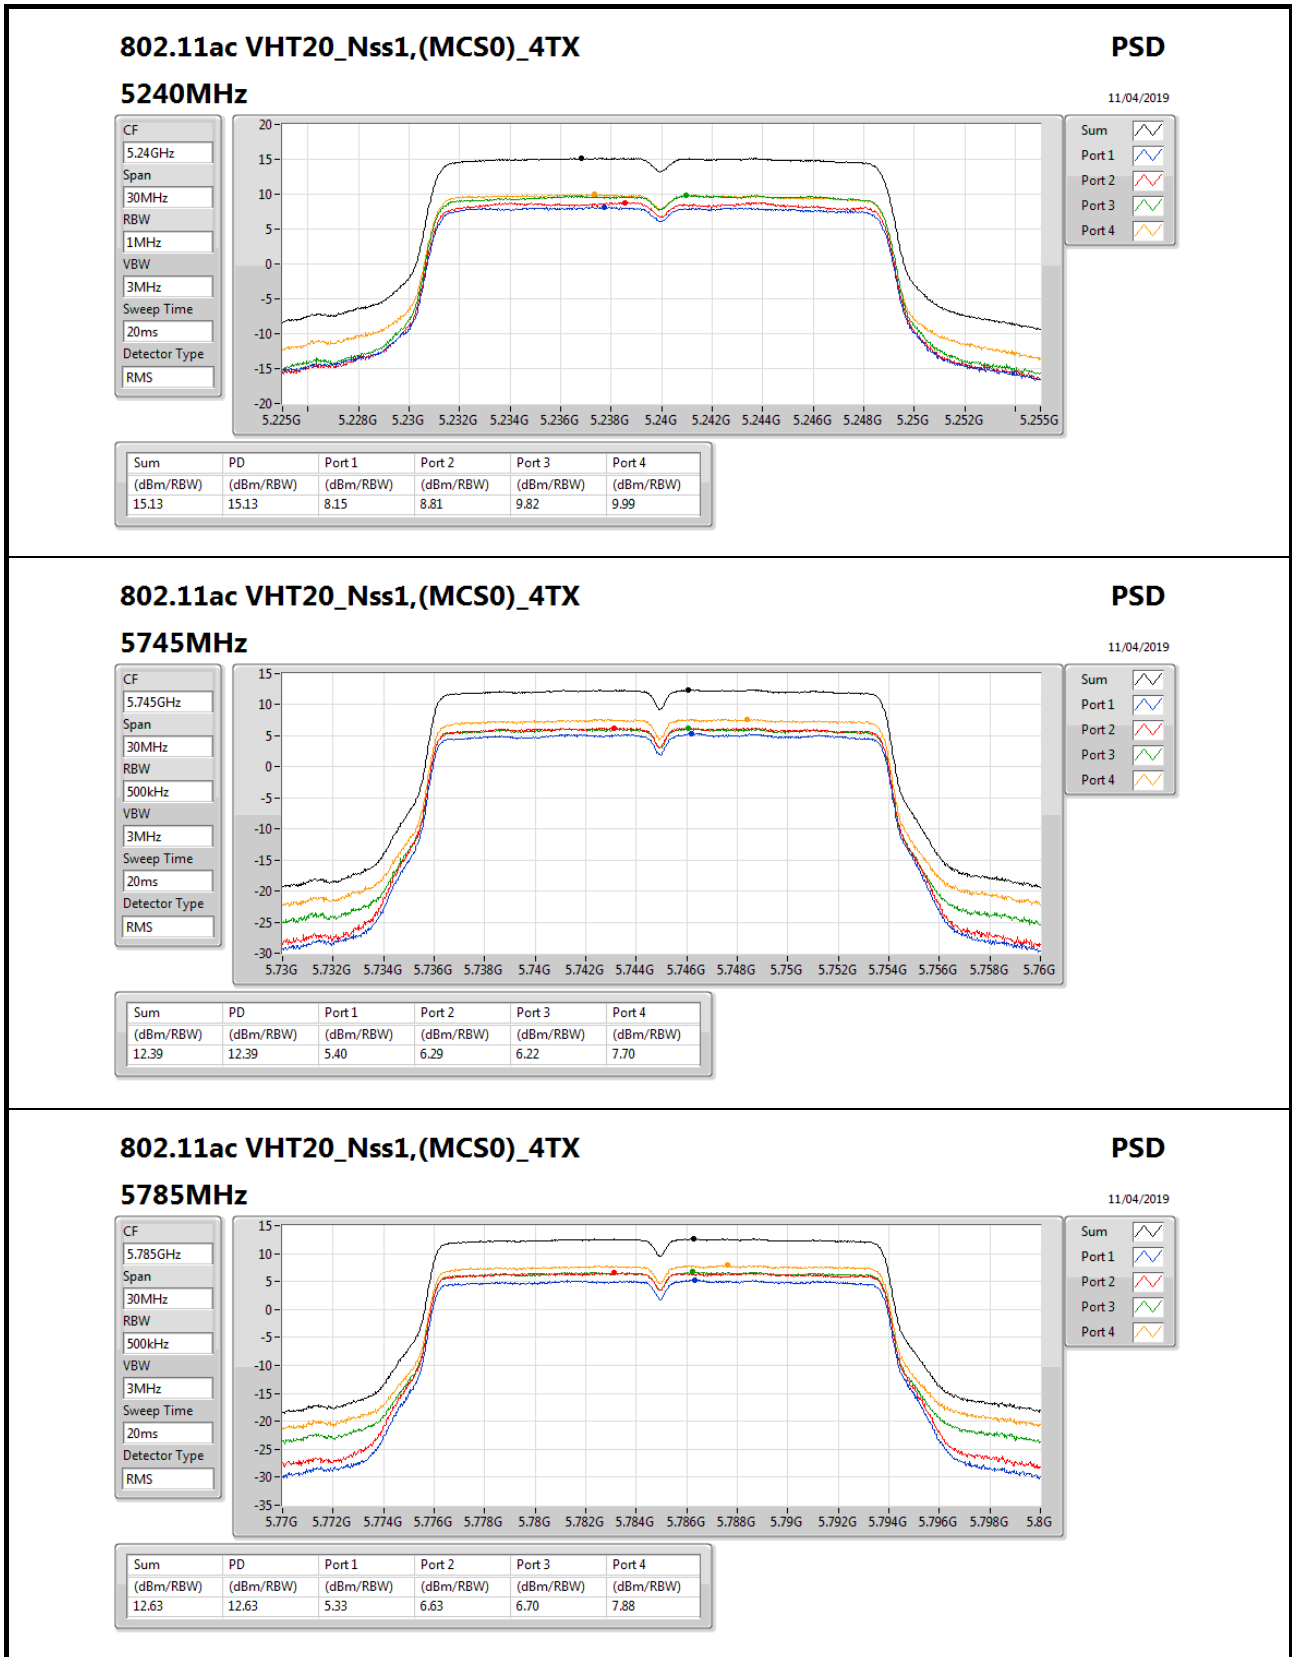 802.11ac VHT20_Nss1,(MCS0)_4TX PSD
5240MHz 11/04/2019
CF
5.24GHz
Span
30MHz
RBW
1MHz
VBW
3MHz
Sweep Time
20ms
Detector Type
RMS
20
15
10
5
0
-5
-10
-15
-20
5.225G 5.228G 5.23G 5.232G 5.234G 5.236G 5.238G 5.24G 5.242G 5.244G 5.246G 5.248G 5.25G 5.252G 5.255G
Sum
Port 1
Port 2
Port 3
Port 4
Sum PD Port 1 Port 2 Port 3 Port 4
(dBm/RBW) (dBm/RBW) (dBm/RBW) (dBm/RBW) (dBm/RBW) (dBm/RBW)
15.13 15.13 8.15 8.81 9.82 9.99
802.11ac VHT20_Nss1,(MCS0)_4TX PSD
5745MHz 11/04/2019
CF
5.745GHz
Span
30MHz
RBW
500kHz
VBW
3MHz
Sweep Time
20ms
Detector Type
RMS
15
10
5
0
-5
-10
-15
-20
-25
-30
5.73G 5.732G 5.734G 5.736G 5.738G 5.74G 5.742G 5.744G 5.746G 5.748G 5.75G 5.752G 5.754G 5.756G 5.758G 5.76G
Sum
Port 1
Port 2
Port 3
Port 4
Sum PD Port 1 Port 2 Port 3 Port 4
(dBm/RBW) (dBm/RBW) (dBm/RBW) (dBm/RBW) (dBm/RBW) (dBm/RBW)
12.39 12.39 5.40 6.29 6.22 7.70
802.11ac VHT20_Nss1,(MCS0)_4TX PSD
5785MHz 11/04/2019
CF
5.785GHz
Span
30MHz
RBW
500kHz
VBW
3MHz
Sweep Time
20ms
Detector Type
RMS
15
10
5
0
-5
-10
-15
-20
-25
-30
-35
5.77G 5.772G 5.774G 5.776G 5.778G 5.78G 5.782G 5.784G 5.786G 5.788G 5.79G 5.792G 5.794G 5.796G 5.798G 5.8G
Sum
Port 1
Port 2
Port 3
Port 4
Sum PD Port 1 Port 2 Port 3 Port 4
(dBm/RBW) (dBm/RBW) (dBm/RBW) (dBm/RBW) (dBm/RBW) (dBm/RBW)
12.63 12.63 5.33 6.63 6.70 7.88